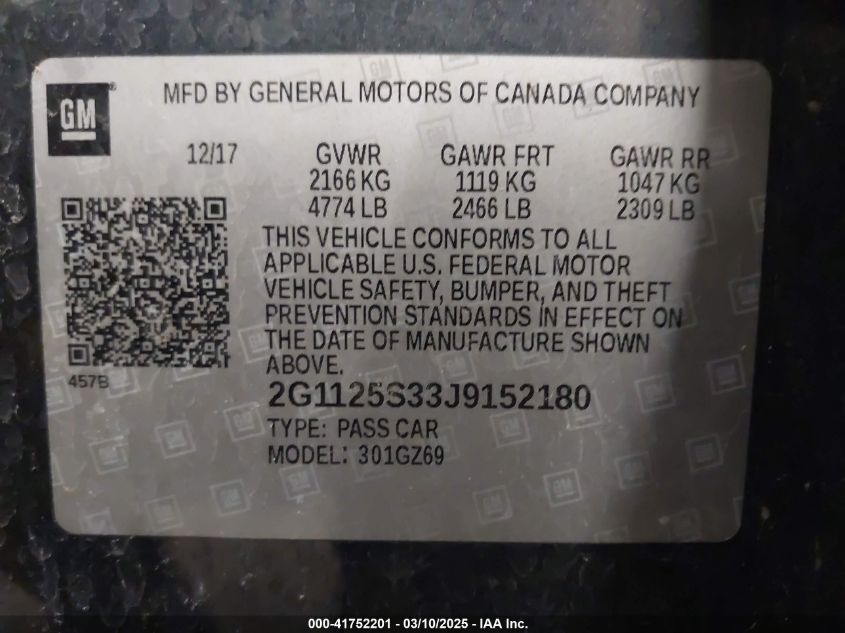 GM
MFD BY GENERAL MOTORS OF CANADA COMPANY
12/17 GVWR GAWR FRT GAWR RR
2166 KG 1119 KG 1047 KG
4774 LB 2466 LB 2309 LB
THIS VEHICLE CONFORMS TO ALL
APPLICABLE U.S. FEDERAL MOTOR
VEHICLE SAFETY, BUMPER, AND THEFT
PREVENTION STANDARDS IN EFFECT ON
THE DATE OF MANUFACTURE SHOWN
ABOVE.
457B
2G1125S33J9152180
TYPE: PASS CAR
MODEL: 301GZ69
000-41752201 - 03/10/2025 - IAA Inc.